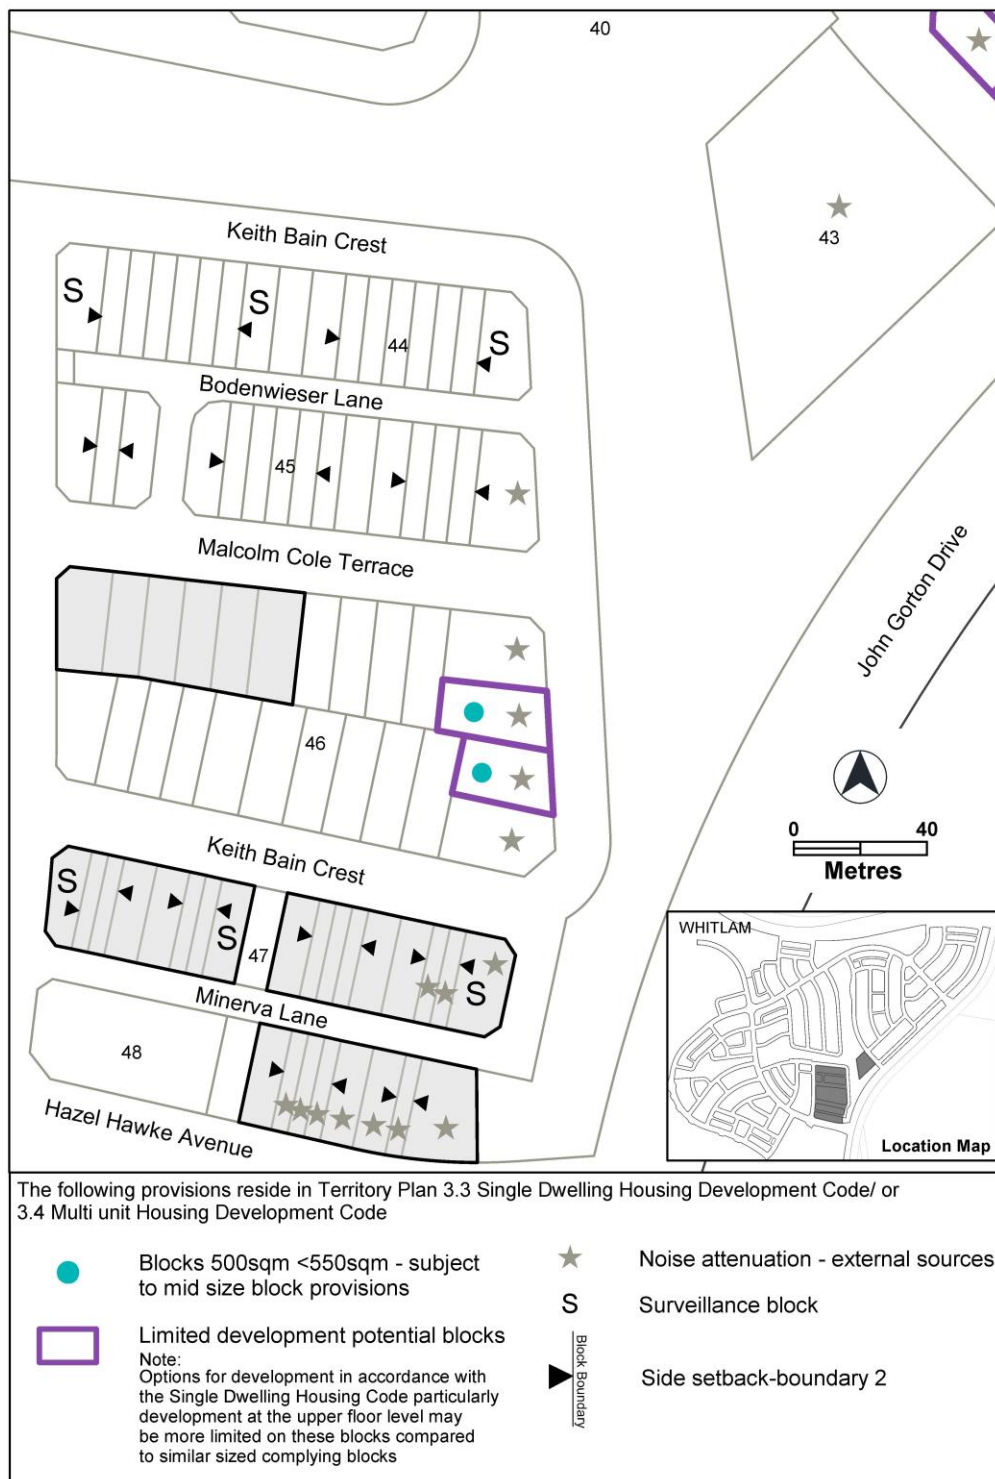 40
43
Keith Bain Crest
S
S
S
44
Bodenwieser Lane
45
Malcolm Cole Terrace
John Gorton Drive
46
0 40
Metres
Keith Bain Crest
S
S
47
S
Minerva Lane
48
Hazel Hawke Avenue
WHITLAM
Location Map
The following provisions reside in Territory Plan 3.3 Single Dwelling Housing Development Code/ or
3.4 Multi unit Housing Development Code
Blocks 500sqm <550sqm - subject
to mid size block provisions
Limited development potential blocks
Note:
Options for development in accordance with
the Single Dwelling Housing Code particularly
development at the upper floor level may
be more limited on these blocks compared
to similar sized complying blocks
Noise attenuation - external sources
S Surveillance block
Block Boundary
Side setback-boundary 2